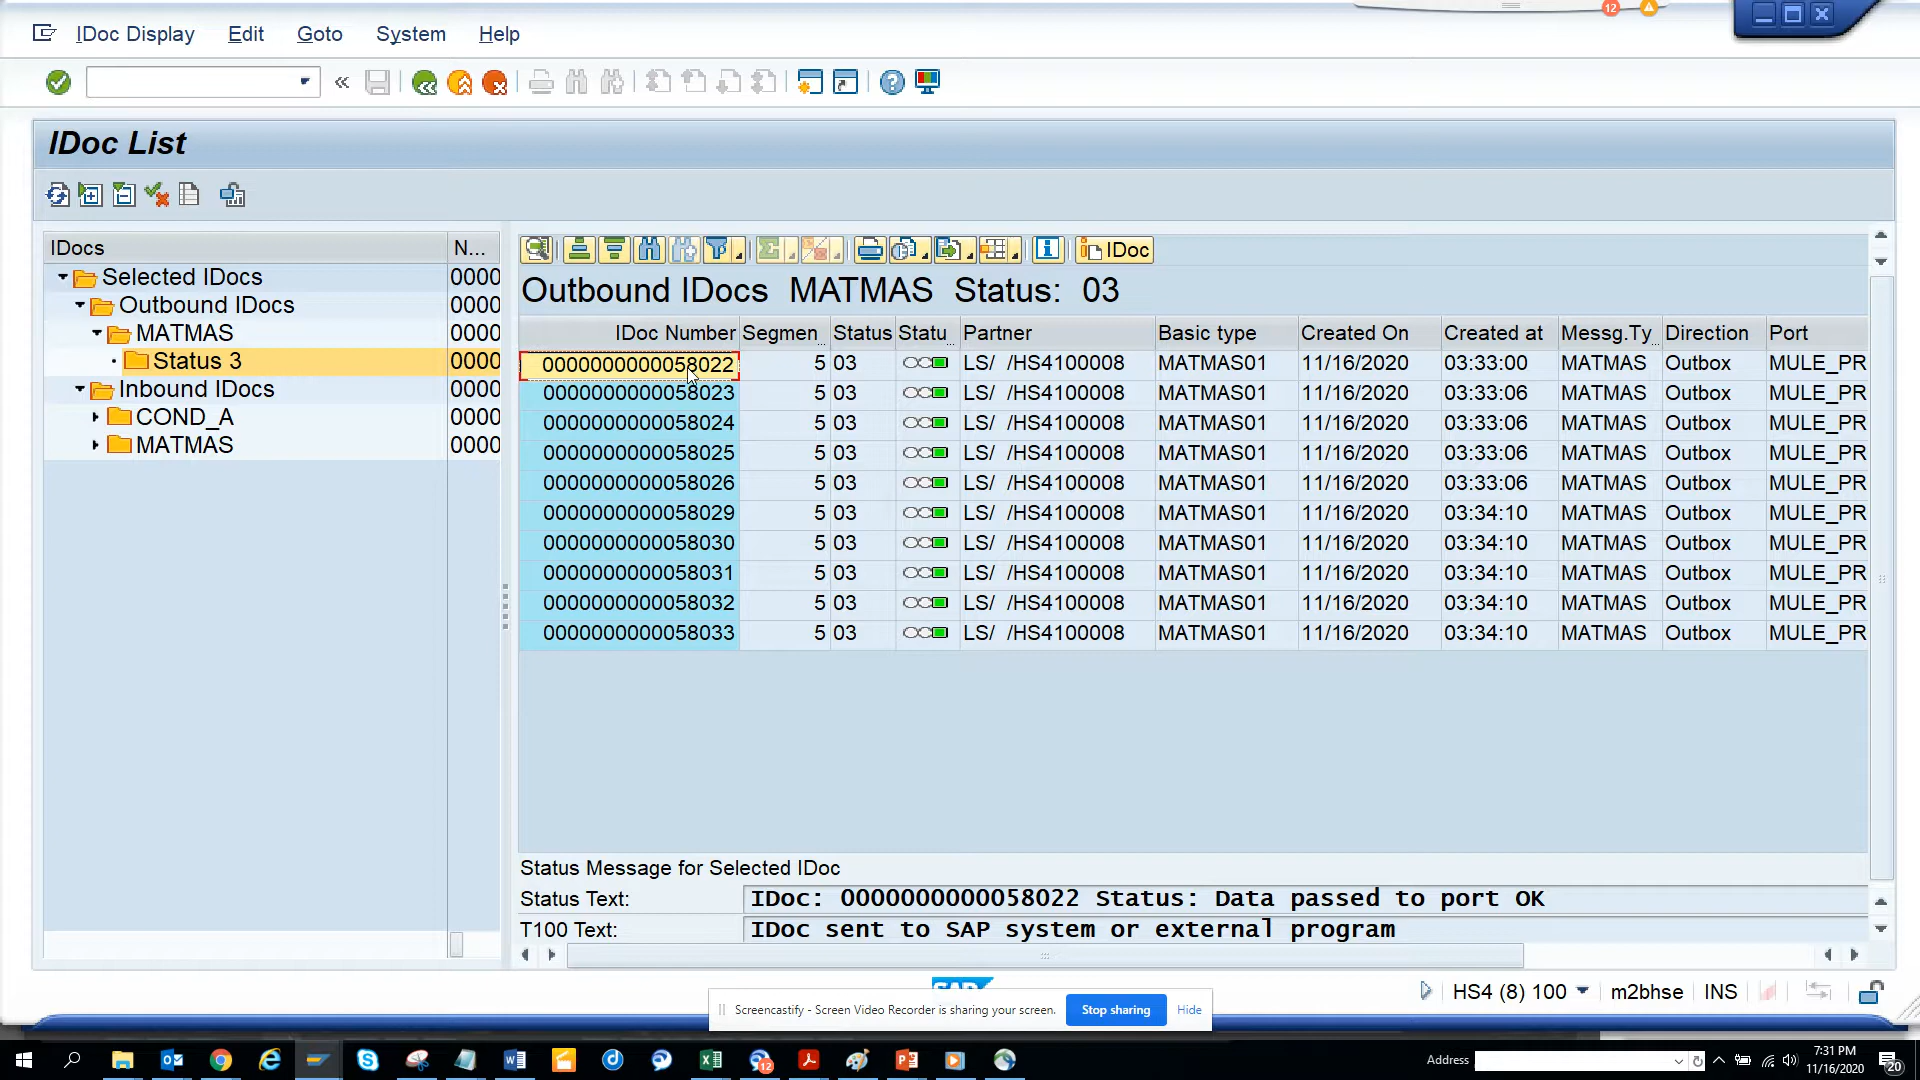 12
IDoc Display Edit Goto System Help
IDoc List
IDocs N...
Selected IDocs 0000
Outbound IDocs 0000
MATMAS 0000
Status 3 0000
Inbound IDocs 0000
COND_A 0000
MATMAS 0000
IDoc
Outbound IDocs MATMAS Status: 03
IDoc Number Segmen Status Statu Partner Basic type Created On Created at Messg.Ty Direction Port
0000000000058022 5 03 LS/ /HS4100008 MATMAS01 11/16/2020 03:33:00 MATMAS Outbox MULE_PR
0000000000058023 5 03 LS/ /HS4100008 MATMAS01 11/16/2020 03:33:06 MATMAS Outbox MULE_PR
0000000000058024 5 03 LS/ /HS4100008 MATMAS01 11/16/2020 03:33:06 MATMAS Outbox MULE_PR
0000000000058025 5 03 LS/ /HS4100008 MATMAS01 11/16/2020 03:33:06 MATMAS Outbox MULE_PR
0000000000058026 5 03 LS/ /HS4100008 MATMAS01 11/16/2020 03:33:06 MATMAS Outbox MULE_PR
0000000000058029 5 03 LS/ /HS4100008 MATMAS01 11/16/2020 03:34:10 MATMAS Outbox MULE_PR
0000000000058030 5 03 LS/ /HS4100008 MATMAS01 11/16/2020 03:34:10 MATMAS Outbox MULE_PR
0000000000058031 5 03 LS/ /HS4100008 MATMAS01 11/16/2020 03:34:10 MATMAS Outbox MULE_PR
0000000000058032 5 03 LS/ /HS4100008 MATMAS01 11/16/2020 03:34:10 MATMAS Outbox MULE_PR
0000000000058033 5 03 LS/ /HS4100008 MATMAS01 11/16/2020 03:34:10 MATMAS Outbox MULE_PR
Status Message for Selected IDoc
Status Text: IDoc: 0000000000058022 Status: Data passed to port OK
T100 Text: IDoc sent to SAP system or external program
SAP
HS4 (8) 100 m2bhse INS
Screencastify - Screen Video Recorder is sharing your screen. Stop sharing Hide
Address
7:31 PM
11/16/2020
12
20